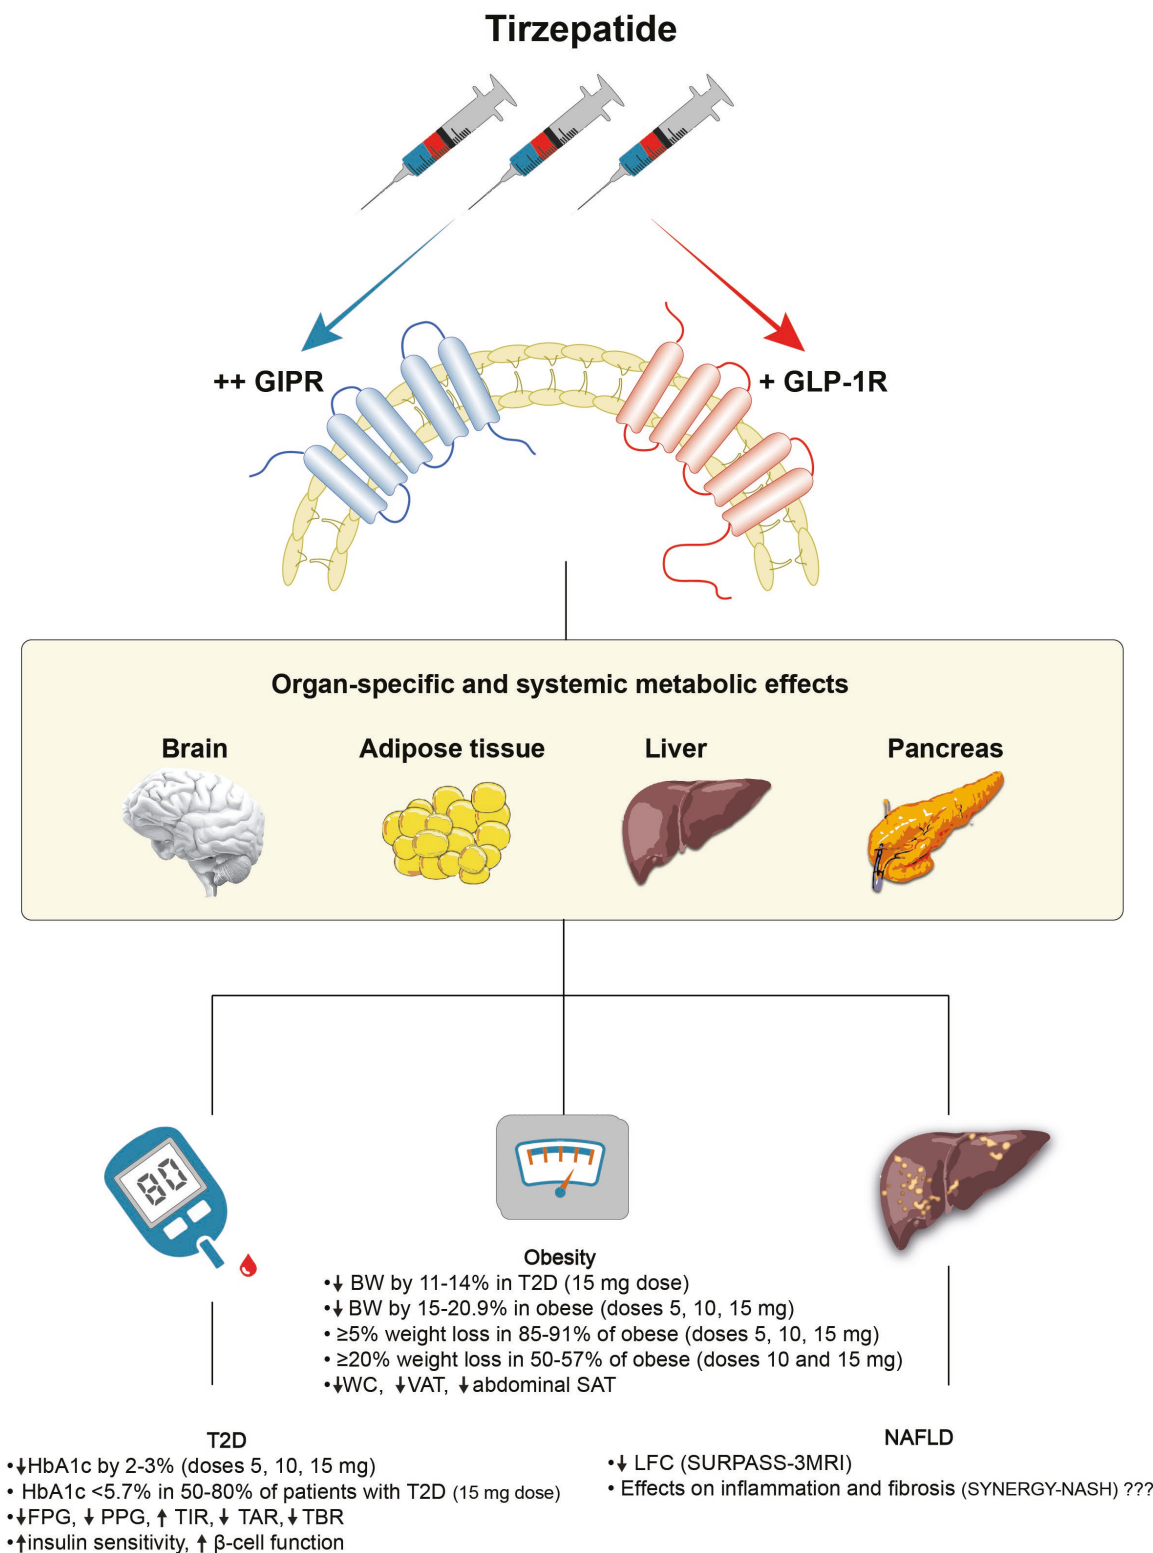 Tirzepatide
++ GIPR
+ GLP-1R
Organ-specific and systemic metabolic effects
Brain
Adipose tissue
Liver
Pancreas
80
Obesity
•↓ BW by 11-14% in T2D (15 mg dose)
•↓ BW by 15-20.9% in obese (doses 5, 10, 15 mg)
• ≥5% weight loss in 85-91% of obese (doses 5, 10, 15 mg)
• ≥20% weight loss in 50-57% of obese (doses 10 and 15 mg)
•↓WC, ↓VAT, ↓abdominal SAT
T2D
•↓HbA1c by 2-3% (doses 5, 10, 15 mg)
• HbA1c <5.7% in 50-80% of patients with T2D (15 mg dose)
•↓FPG, ↓ PPG, ↑ TIR, ↓ TAR, ↓TBR
•↑insulin sensitivity, ↑ β-cell function
NAFLD
•↓ LFC (SURPASS-3MRI)
• Effects on inflammation and fibrosis (SYNERGY-NASH) ???